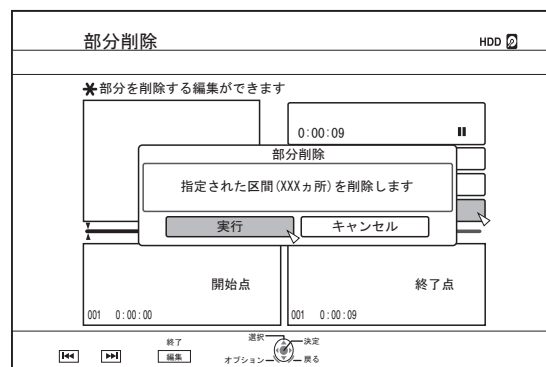 部分削除
HDD
部分を削除する編集ができます
0:00:09
部分削除
指定された区間(XXXヵ所)を削除します
実行
キャンセル
開始点
001 0:00:00
終了点
001 0:00:09
終了
編集
選択
決定
オプション
戻る